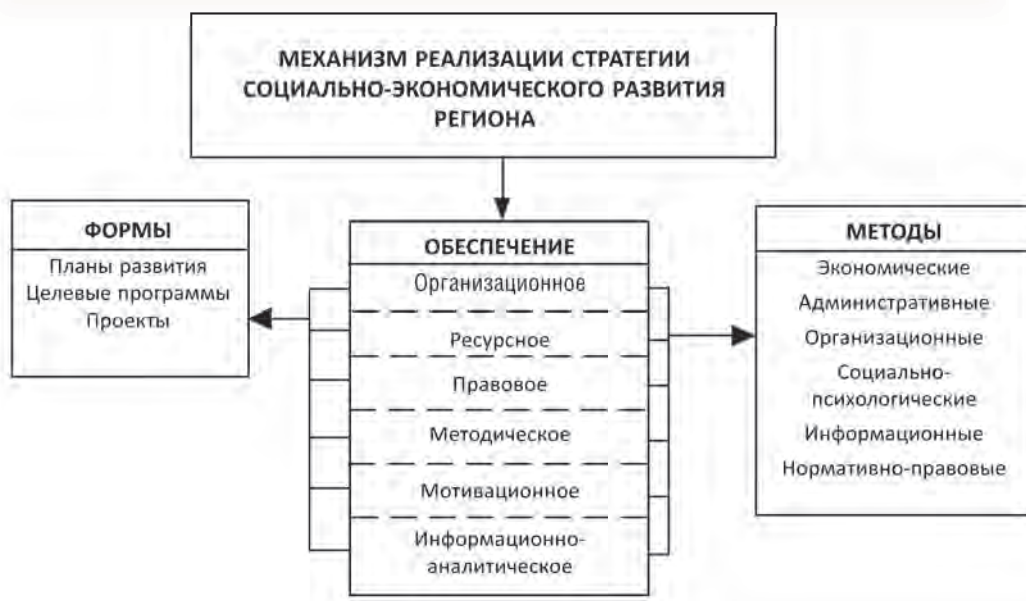 МЕХАНИЗМ РЕАЛИЗАЦИИ СТРАТЕГИИ
СОЦИАЛЬНО-ЭКОНОМИЧЕСКОГО РАЗВИТИЯ
РЕГИОНА
ФОРМЫ
Планы развития
Целевые программы
Проекты
ОБЕСПЕЧЕНИЕ
Организационное
Ресурсное
Правовое
Методическое
Мотивационное
Информационно-
аналитическое
МЕТОДЫ
Экономические
Административные
Организационные
Социально-
психологические
Информационные
Нормативно-правовые